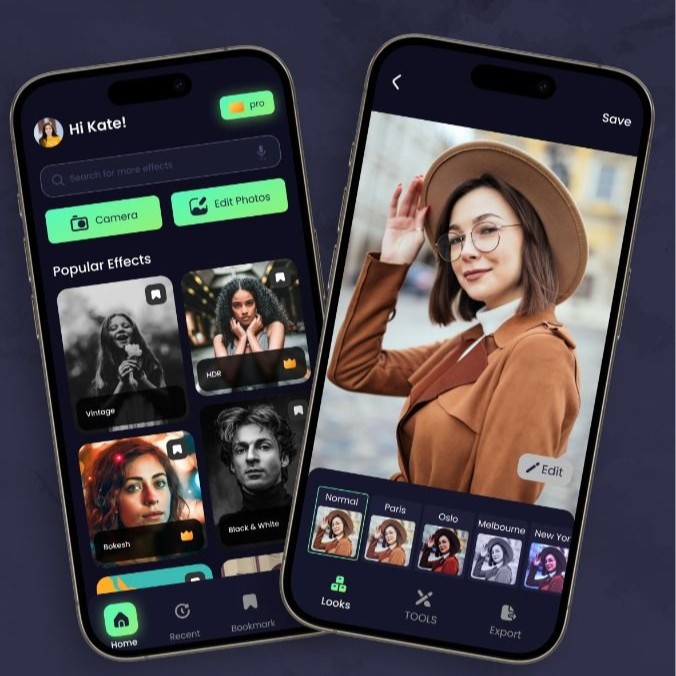 Hi Kate!
pro
Search for more effects
Camera
Edit Photos
Popular Effects
Vintage
HDR
Bokesh
Black & White
Home
Recent
Bookmark
Save
Edit
Normal
Paris
Oslo
Melbourne
New Yor
Looks
TOOLS
Export